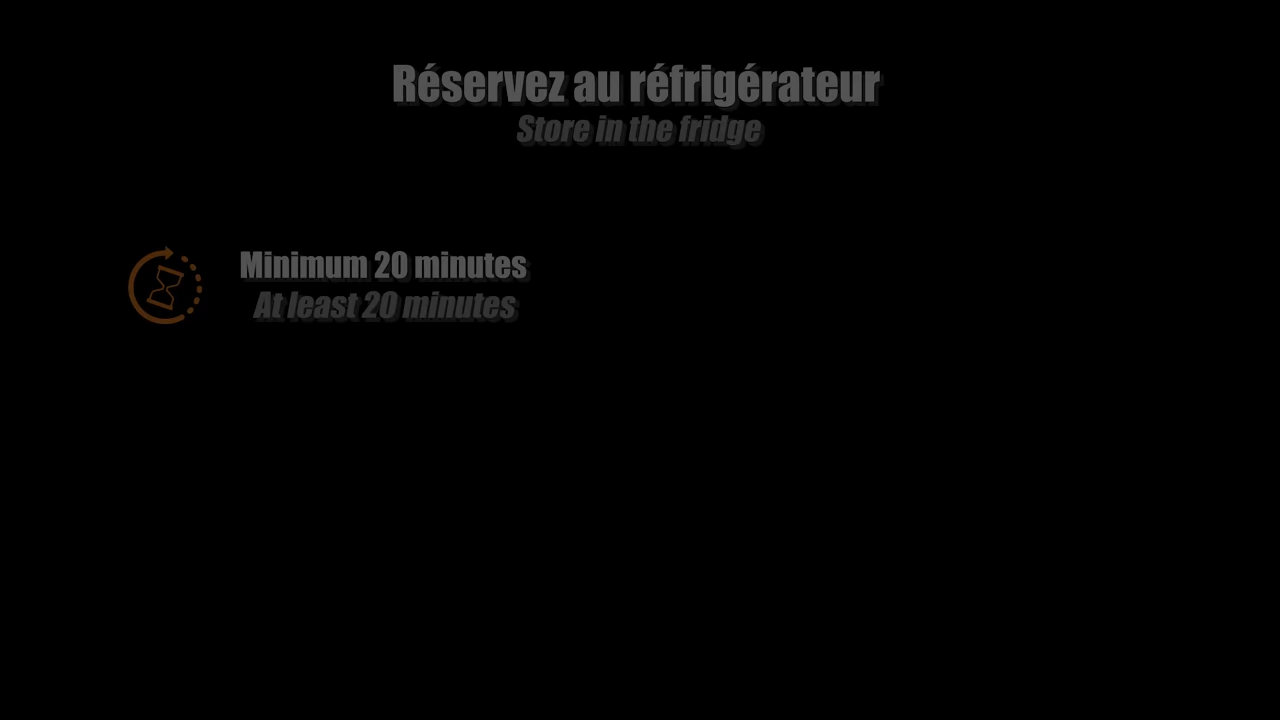 Réservez au réfrigérateur
Store in the fridge
Minimum 20 minutes
At least 20 minutes